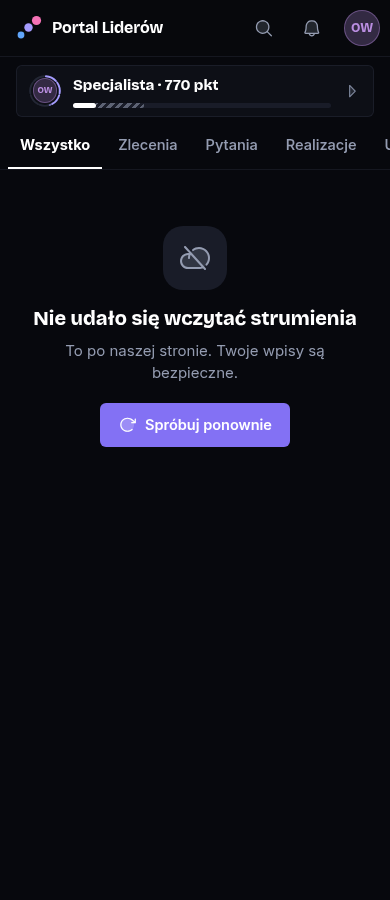 Portal Liderów
OW
OW
Specjalista · 770 pkt
Wszystko
Zlecenia
Pytania
Realizacje
Nie udało się wczytać strumienia
To po naszej stronie. Twoje wpisy są
bezpieczne.
Spróbuj ponownie